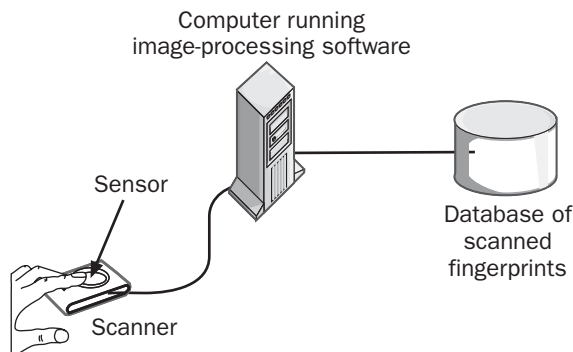 Computer running
image-processing software
Sensor
Database of
scanned
fingerprints
Scanner